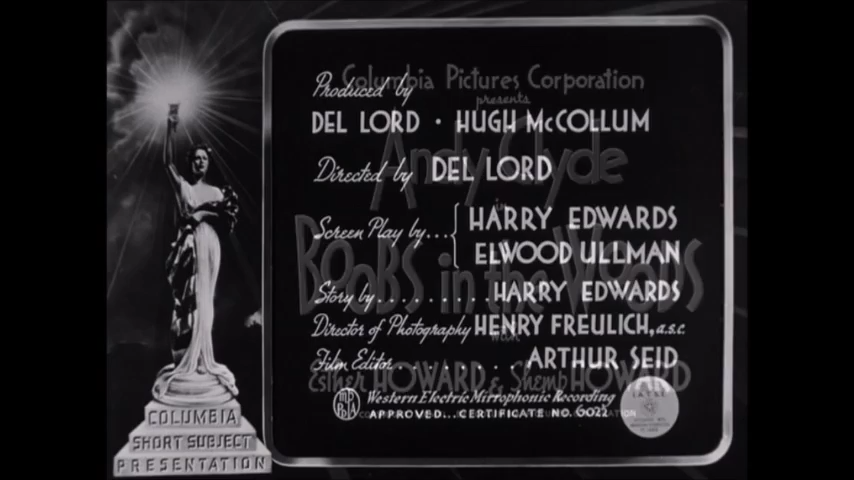 Columbia Pictures Corporation
presents
Andy Clyde
in
BOOBS in the WOODS
with
Esther HOWARD & Shemp HOWARD
Produced by
DEL LORD · HUGH McCOLLUM
Directed by DEL LORD
Screen Play by... { HARRY EDWARDS
ELWOOD ULLMAN
Story by......... HARRY EDWARDS
Director of Photography HENRY FREULICH, a.s.c.
Film Editor......... ARTHUR SEID
Western Electric Mirrophonic Recording
APPROVED... CERTIFICATE NO. 6022
IATSE
COLUMBIA
SHORT SUBJECT
PRESENTATION